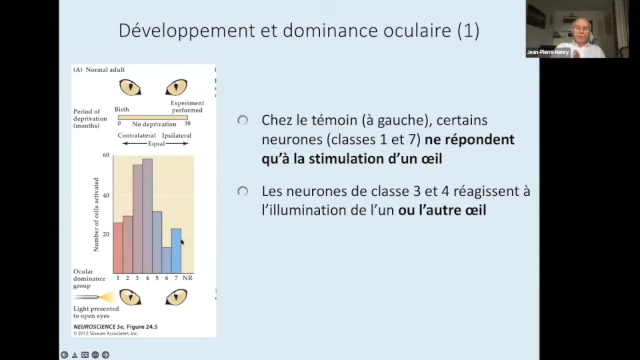 Développement et dominance oculaire (1)
Jean-Pierre Henry
(A) Normal adult
Period of
deprivation
(months)
Birth
Experiment
performed
0
No deprivation
38
Contralateral
Ipsilateral
Equal
Number of cells activated
60
40
20
1 2 3 4 5 6 7 NR
Ocular
dominance
group
Light presented
to open eyes
NEUROSCIENCE 5e, Figure 24.5
© 2012 Sinauer Associates, Inc.
Chez le témoin (à gauche), certains
neurones (classes 1 et 7) ne répondent
qu'à la stimulation d'un œil
Les neurones de classe 3 et 4 réagissent à
l'illumination de l'un ou l'autre œil